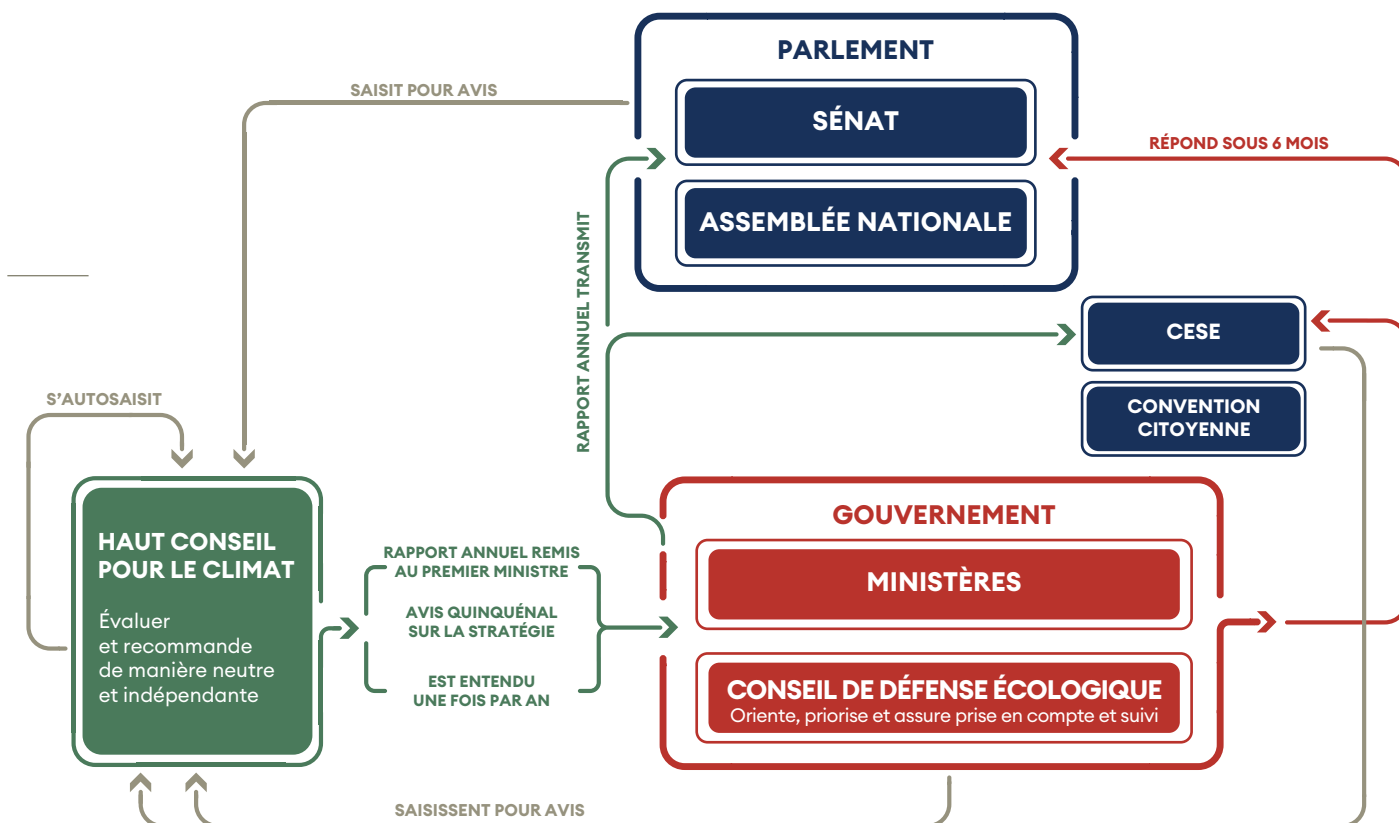 PARLEMENT
SAISIT POUR AVIS
SÉNAT
RÉPOND SOUS 6 MOIS
ASSEMBLÉE NATIONALE
RAPPORT ANNUEL TRANSMIT
CESE
S'AUTOSAISIT
CONVENTION
CITOYENNE
HAUT CONSEIL
POUR LE CLIMAT
Évaluer
et recommande
de manière neutre
et indépendante
RAPPORT ANNUEL REMIS
AU PREMIER MINISTRE
AVIS QUINQUÉNAL
SUR LA STRATÉGIE
EST ENTENDU
UNE FOIS PAR AN
GOUVERNEMENT
MINISTÈRES
CONSEIL DE DÉFENSE ÉCOLOGIQUE
Oriente, priorise et assure prise en compte et suivi
SAISISSENT POUR AVIS